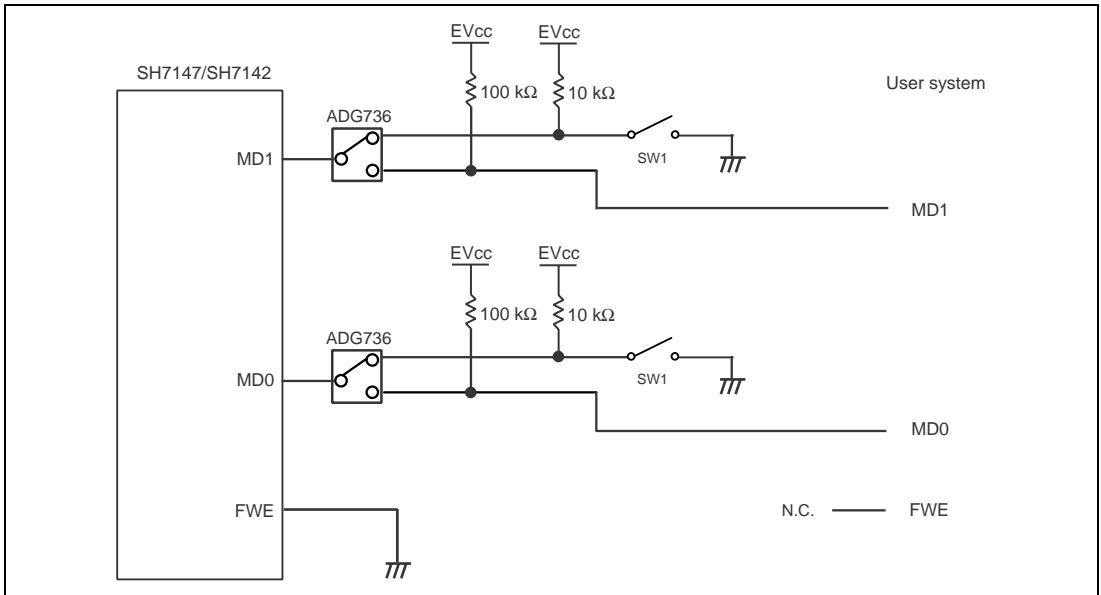 EVcc EVcc
SH7147/SH7142
User system
100 kΩ 10 kΩ
ADG736
MD1
SW1
MD1
EVcc EVcc
100 kΩ 10 kΩ
ADG736
MD0
SW1
MD0
FWE
N.C. FWE